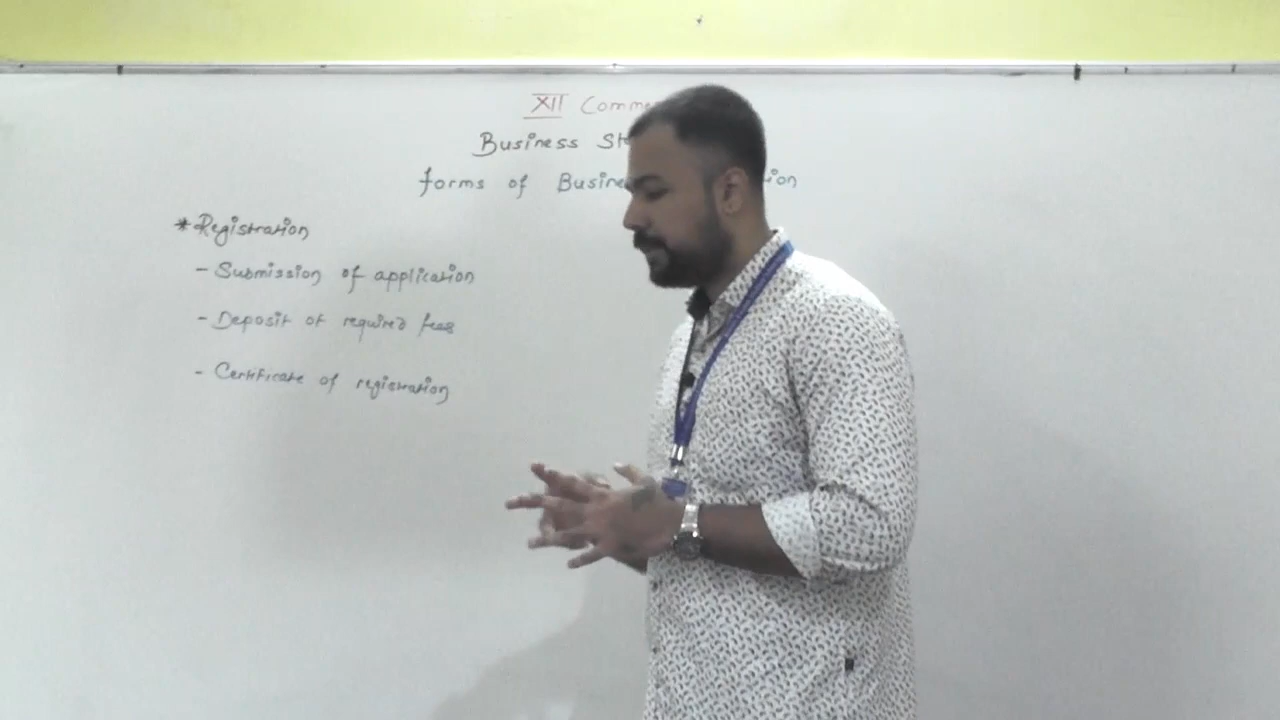 XII Comme
Business St
forms of Busine ion
* Registration
- Submission of application
- Deposit of required fees
- Certificate of registration